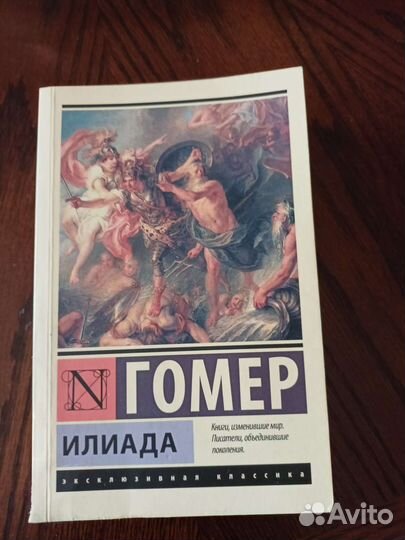 N
ГОМЕР
ИЛИАДА
Книги, изменившие мир.
Писатели, объединившие
поколения.
эксклюзивная классика
Avito